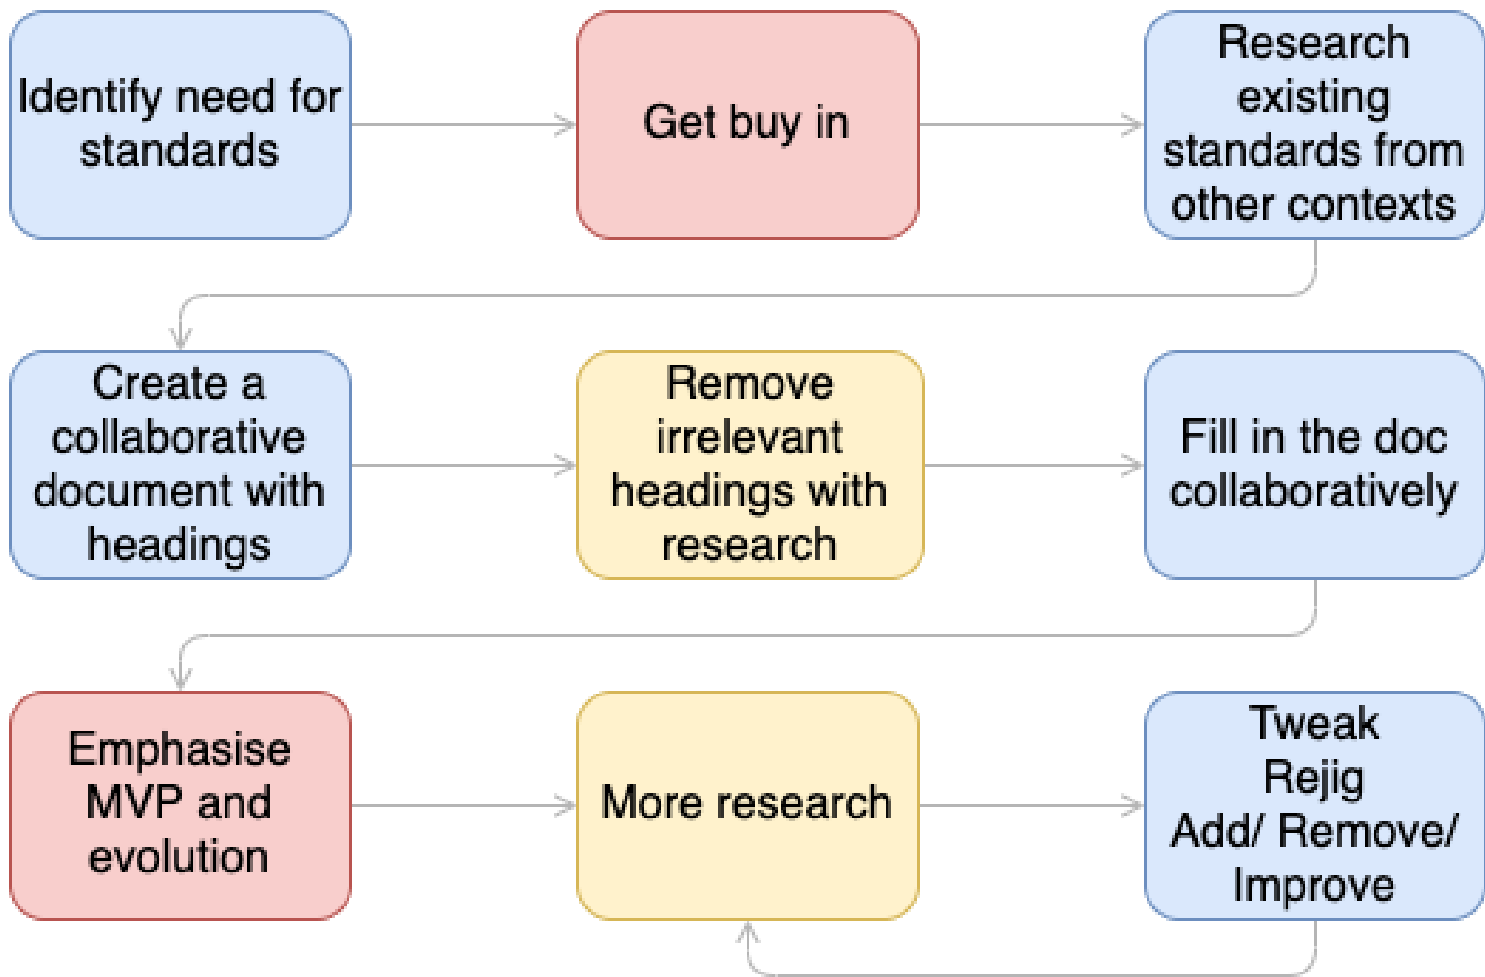 Identify need for
standards
Get buy in
Research
existing
standards from
other contexts
Create a
collaborative
document with
headings
Remove
irrelevant
headings with
research
Fill in the doc
collaboratively
Emphasise
MVP and
evolution
More research
Tweak
Rejig
Add/ Remove/
Improve